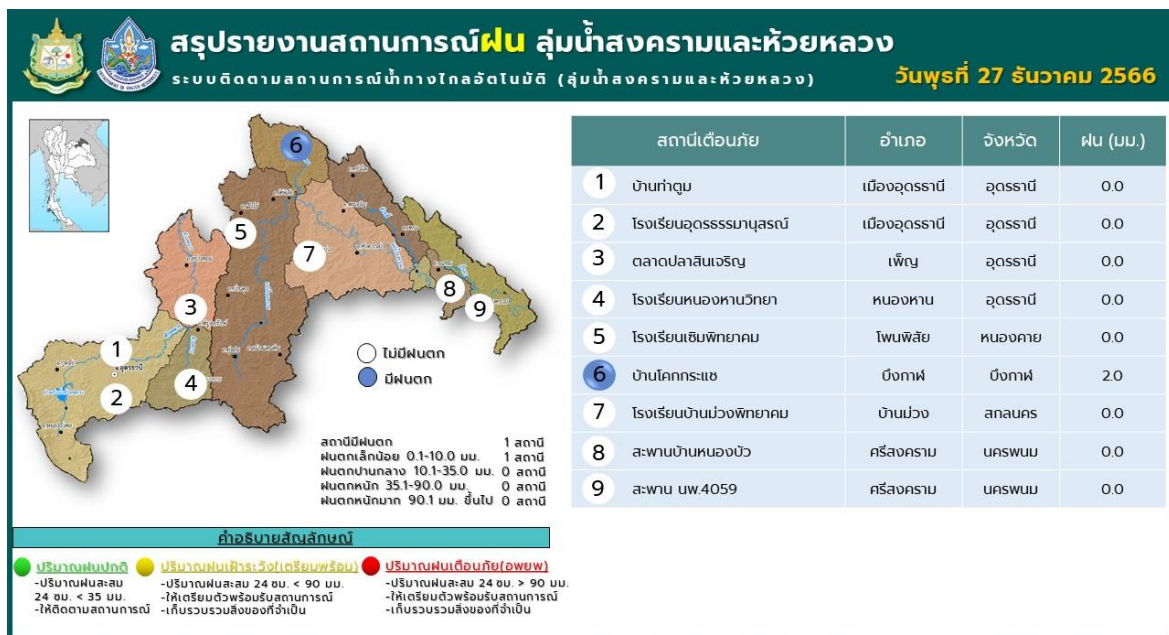 สรุปรายงานสถานการณ์ฝน ลุ่มน้ำสงครามและห้วยหลวง
ระบบติดตามสถานการณ์น้ำทางไกลอัตโนมัติ (ลุ่มน้ำสงครามและห้วยหลวง)
วันพุธที่ 27 ธันวาคม 2566
6
5
7
3
8
9
1
4
2
จ.อุดรธานี
ไม่มีฝนตก
มีฝนตก
สถานีมีฝนตก 1 สถานี
ฝนตกเล็กน้อย 0.1-10.0 มม. 1 สถานี
ฝนตกปานกลาง 10.1-35.0 มม. 0 สถานี
ฝนตกหนัก 35.1-90.0 มม. 0 สถานี
ฝนตกหนักมาก 90.1 มม. ขึ้นไป 0 สถานี
สถานีเตือนภัย อำเภอ จังหวัด ฝน (มม.)
1 บ้านท่าตูม เมืองอุดรธานี อุดรธานี 0.0
2 โรงเรียนอุดรธรรมานุสรณ์ เมืองอุดรธานี อุดรธานี 0.0
3 ตลาดปลาสินเจริญ เพ็ญ อุดรธานี 0.0
4 โรงเรียนหนองหานวิทยา หนองหาน อุดรธานี 0.0
5 โรงเรียนเซิมพิทยาคม โพนพิสัย หนองคาย 0.0
6 บ้านโคกกระแซ บึงกาฬ บึงกาฬ 2.0
7 โรงเรียนบ้านม่วงพิทยาคม บ้านม่วง สกลนคร 0.0
8 สะพานบ้านหนองบัว ศรีสงคราม นครพนม 0.0
9 สะพาน นพ.4059 ศรีสงคราม นครพนม 0.0
คำอธิบายสัญลักษณ์
ปริมาณฝนปกติ
-ปริมาณฝนสะสม
24 ชม. < 35 มม.
-ให้ติดตามสถานการณ์
ปริมาณฝนเฝ้าระวัง(เตรียมพร้อม)
-ปริมาณฝนสะสม 24 ชม. < 90 มม.
-ให้เตรียมตัวพร้อมรับสถานการณ์
-เก็บรวบรวมสิ่งของที่จำเป็น
ปริมาณฝนเตือนภัย(อพยพ)
-ปริมาณฝนสะสม 24 ชม. > 90 มม.
-ให้เตรียมตัวพร้อมรับสถานการณ์
-เก็บรวบรวมสิ่งของที่จำเป็น